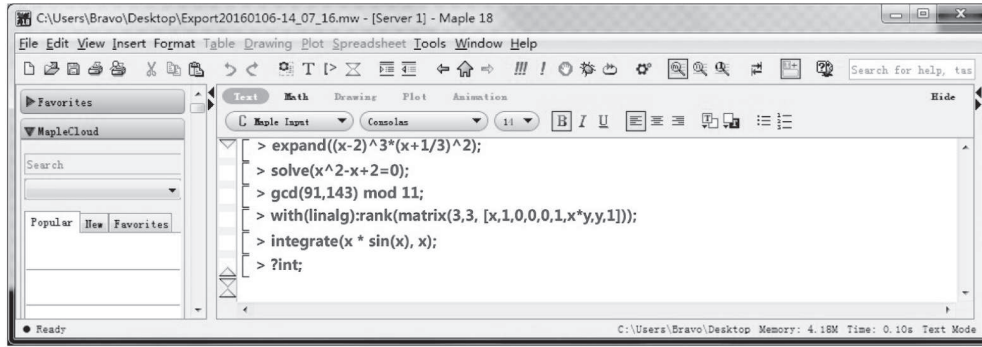 C:\Users\Bravo\Desktop\Export20160106-14_07_16.mw - [Server 1] - Maple 18
File Edit View Insert Format Table Drawing Plot Spreadsheet Tools Window Help
Search for help, tas
Favorites
Text Math Drawing Plot Animation Hide
MapleCloud
C Maple Input Consolas 14 B I U
Search
Popular New Favorites
> expand((x-2)^3*(x+1/3)^2);
> solve(x^2-x+2=0);
> gcd(91,143) mod 11;
> with(linalg):rank(matrix(3,3, [x,1,0,0,0,1,x*y,y,1]));
> integrate(x * sin(x), x);
> ?int;
Ready C:\Users\Bravo\Desktop Memory: 4.18M Time: 0.10s Text Mode